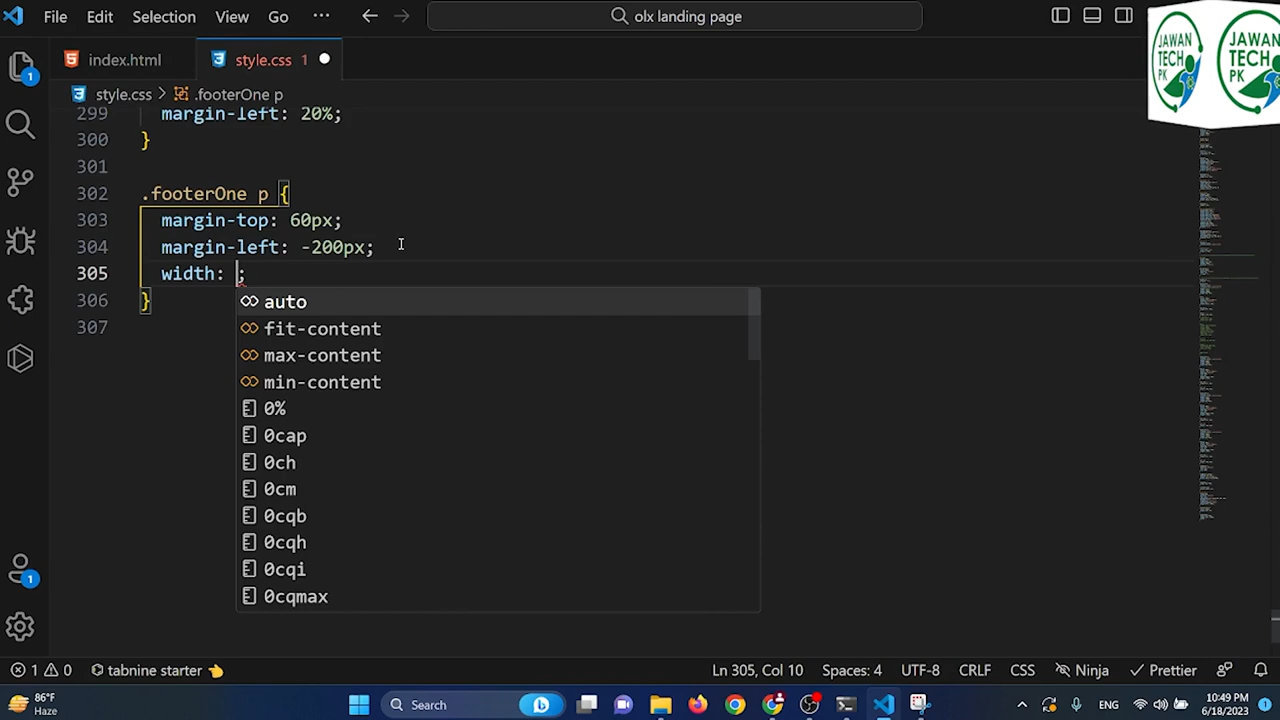 File Edit Selection View Go ··· olx landing page
JAWAN TECH PK
JAWAN TECH PK
1
index.html style.css 1
style.css > .footerOne p
299 margin-left: 20%;
300 }
301
302 .footerOne p {
303 margin-top: 60px;
304 margin-left: -200px;
305 width: ;
306 }
307
auto
fit-content
max-content
min-content
0%
0cap
0ch
0cm
0cqb
0cqh
0cqi
0cqmax
1
1 0 tabnine starter Ln 305, Col 10 Spaces: 4 UTF-8 CRLF CSS Ninja Prettier
86°F
Haze
Search
ENG
10:49 PM
6/18/2023
1